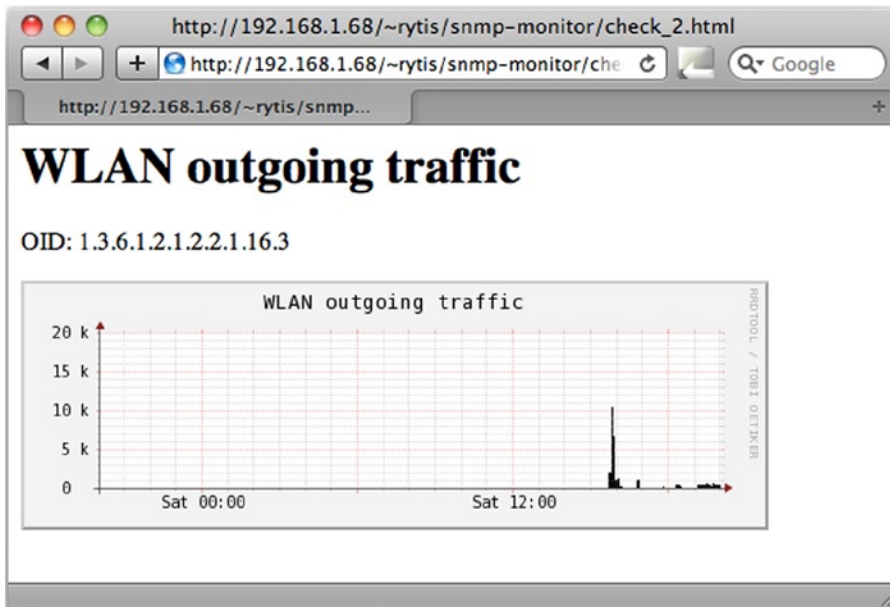 http://192.168.1.68/~rytis/snmp-monitor/check_2.html
http://192.168.1.68/~rytis/snmp-monitor/che
Google
http://192.168.1.68/~rytis/snmp...
WLAN outgoing traffic
OID: 1.3.6.1.2.1.2.2.1.16.3
WLAN outgoing traffic
20 k
15 k
10 k
5 k
0
Sat 00:00 Sat 12:00
RRDTOOL / TOBI OETIKER